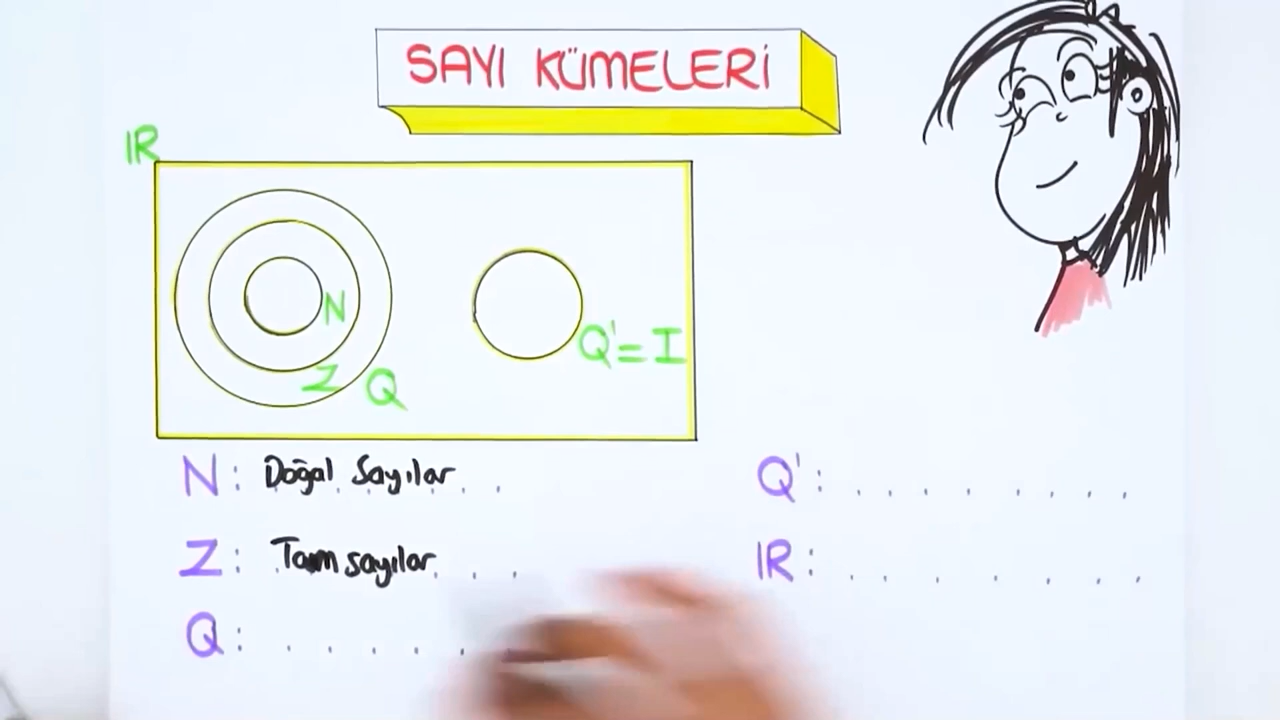 SAYI KÜMELERİ
IR
N
Z
Q
Q'=I
N: Doğal Sayılar
Z: Tam sayılar
Q:
Q':
IR: